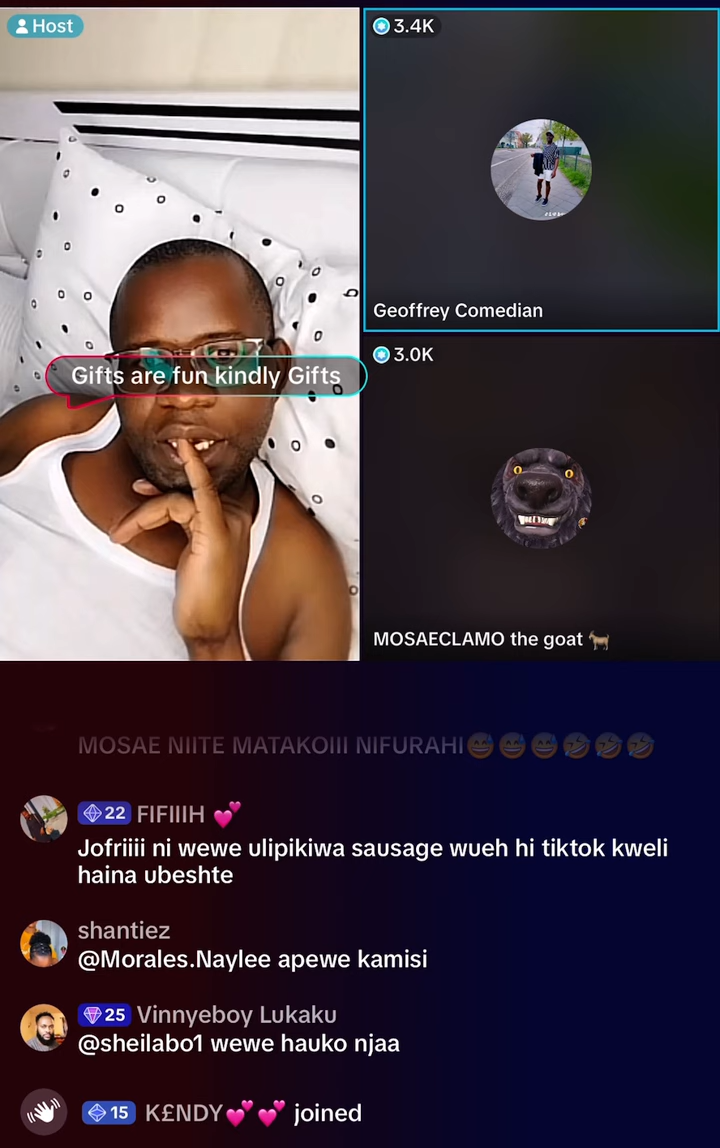 Host
3.4K
Gifts are fun kindly Gifts
Geoffrey Comedian
3.0K
MOSAECLAMO the goat 🐐
MOSAE NIITE MATAKOIII NIFURAHI😅😅😅🤣🤣🤣
22 FIFIIIH 💕
Jofriiii ni wewe ulipikiwa sausage wueh hi tiktok kweli
haina ubeshte
shantiez
@Morales.Naylee apewe kamisi
25 Vinnyeboy Lukaku
@sheilabo1 wewe hauko njaa
15 K£NDY💕💕 joined